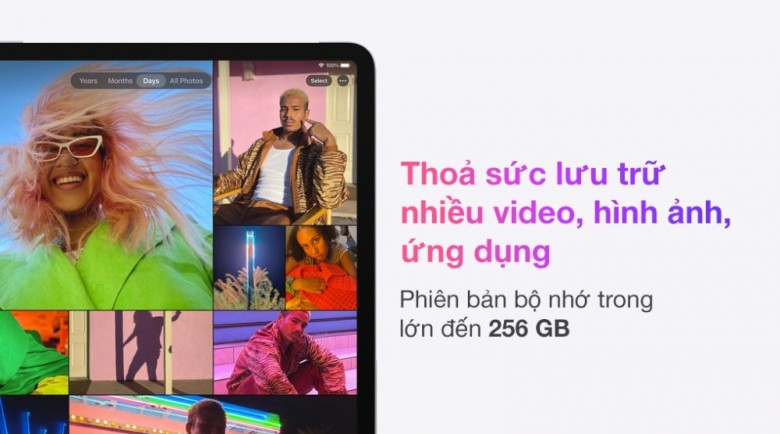 100%
Years Months Days All Photos
Select
Thoả sức lưu trữ
nhiều video, hình ảnh,
ứng dụng
Phiên bản bộ nhớ trong
lớn đến 256 GB